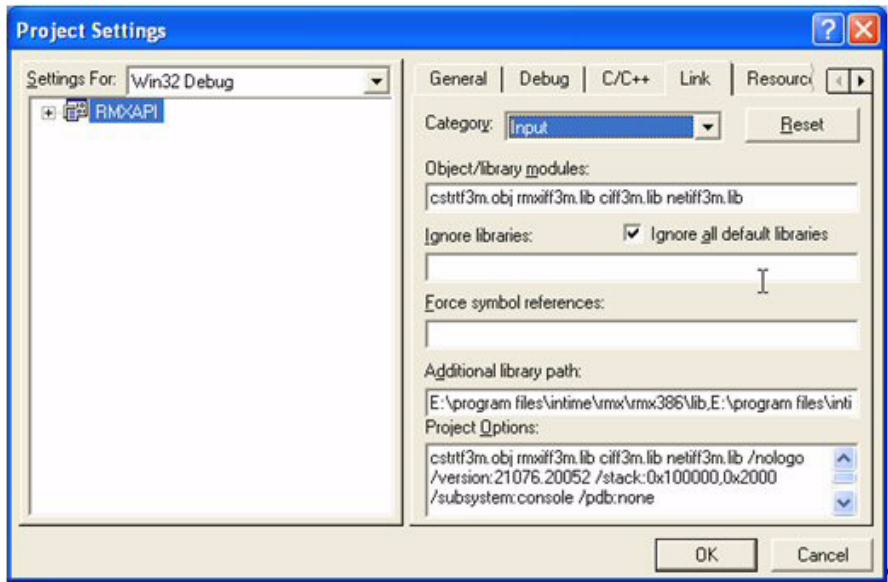 Project Settings
Settings For: Win32 Debug
RMXAPI
General Debug C/C++ Link Resourc
Category: Input Reset
Object/library modules:
cstrtf3m.obj rmxiff3m.lib ciff3m.lib netiff3m.lib
Ignore libraries: Ignore all default libraries
Force symbol references:
Additional library path:
E:\program files\intime\rmx\rmx386\lib,E:\program files\inti
Project Options:
cstrtf3m.obj rmxiff3m.lib ciff3m.lib netiff3m.lib /nologo
/version:21076.20052 /stack:0x100000,0x2000
/subsystem:console /pdb:none
OK Cancel